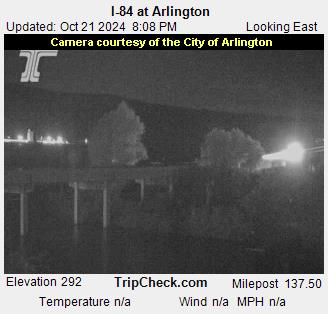 I-84 at Arlington
Updated: Oct 21 2024 8:08 PM Looking East
Camera courtesy of the City of Arlington
Elevation 292 TripCheck.com Milepost 137.50
Temperature n/a Wind n/a MPH n/a